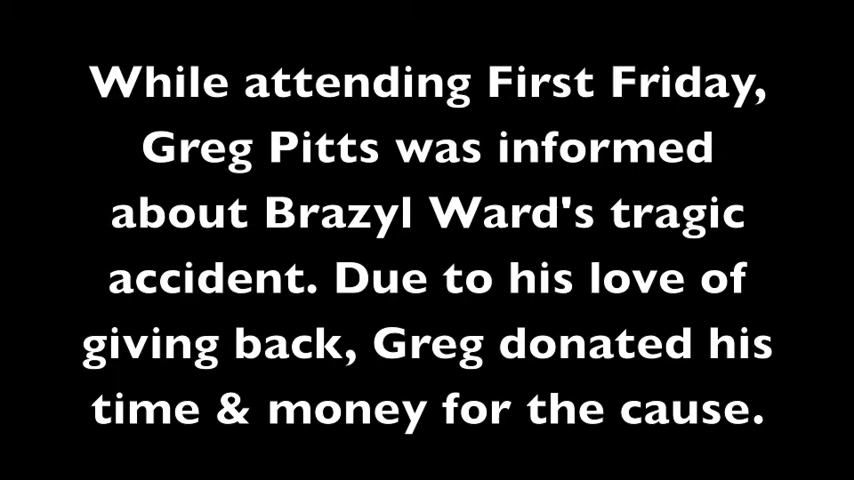 While attending First Friday,
Greg Pitts was informed
about Brazyl Ward's tragic
accident. Due to his love of
giving back, Greg donated his
time & money for the cause.